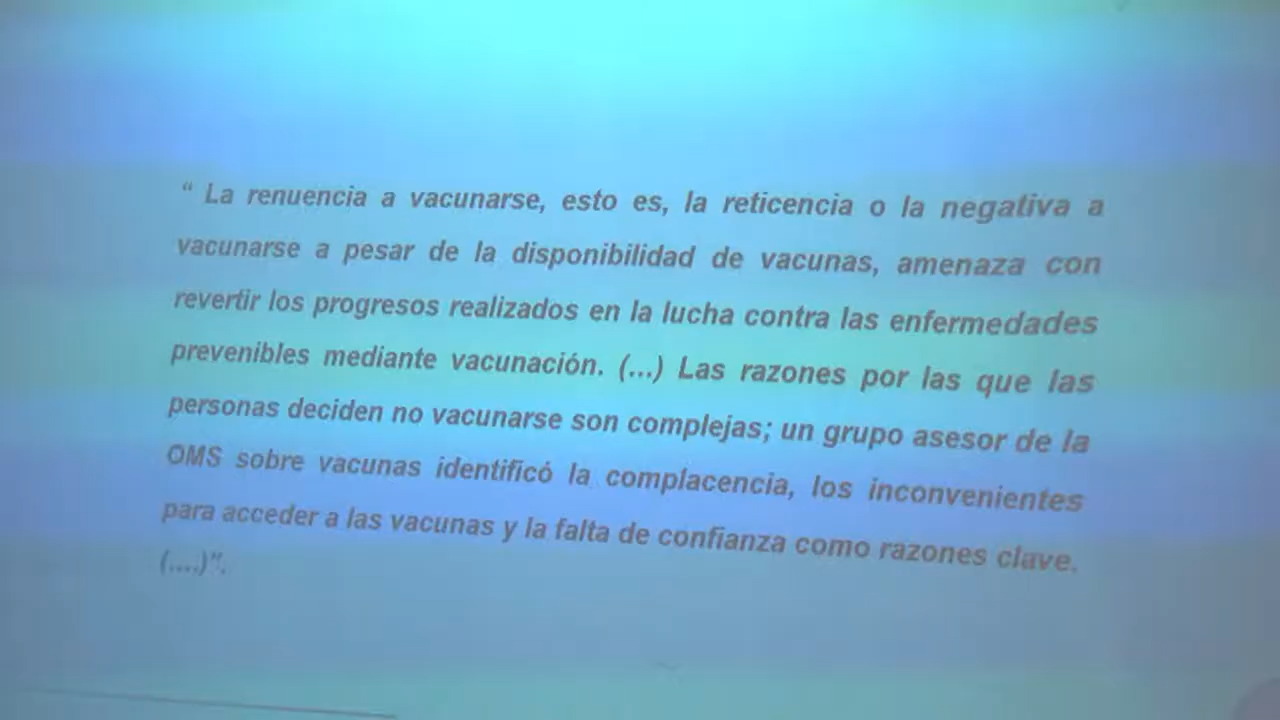 “ La renuencia a vacunarse, esto es, la reticencia o la negativa a
vacunarse a pesar de la disponibilidad de vacunas, amenaza con
revertir los progresos realizados en la lucha contra las enfermedades
prevenibles mediante vacunación. (...) Las razones por las que las
personas deciden no vacunarse son complejas; un grupo asesor de la
OMS sobre vacunas identificó la complacencia, los inconvenientes
para acceder a las vacunas y la falta de confianza como razones clave.
(....)”.